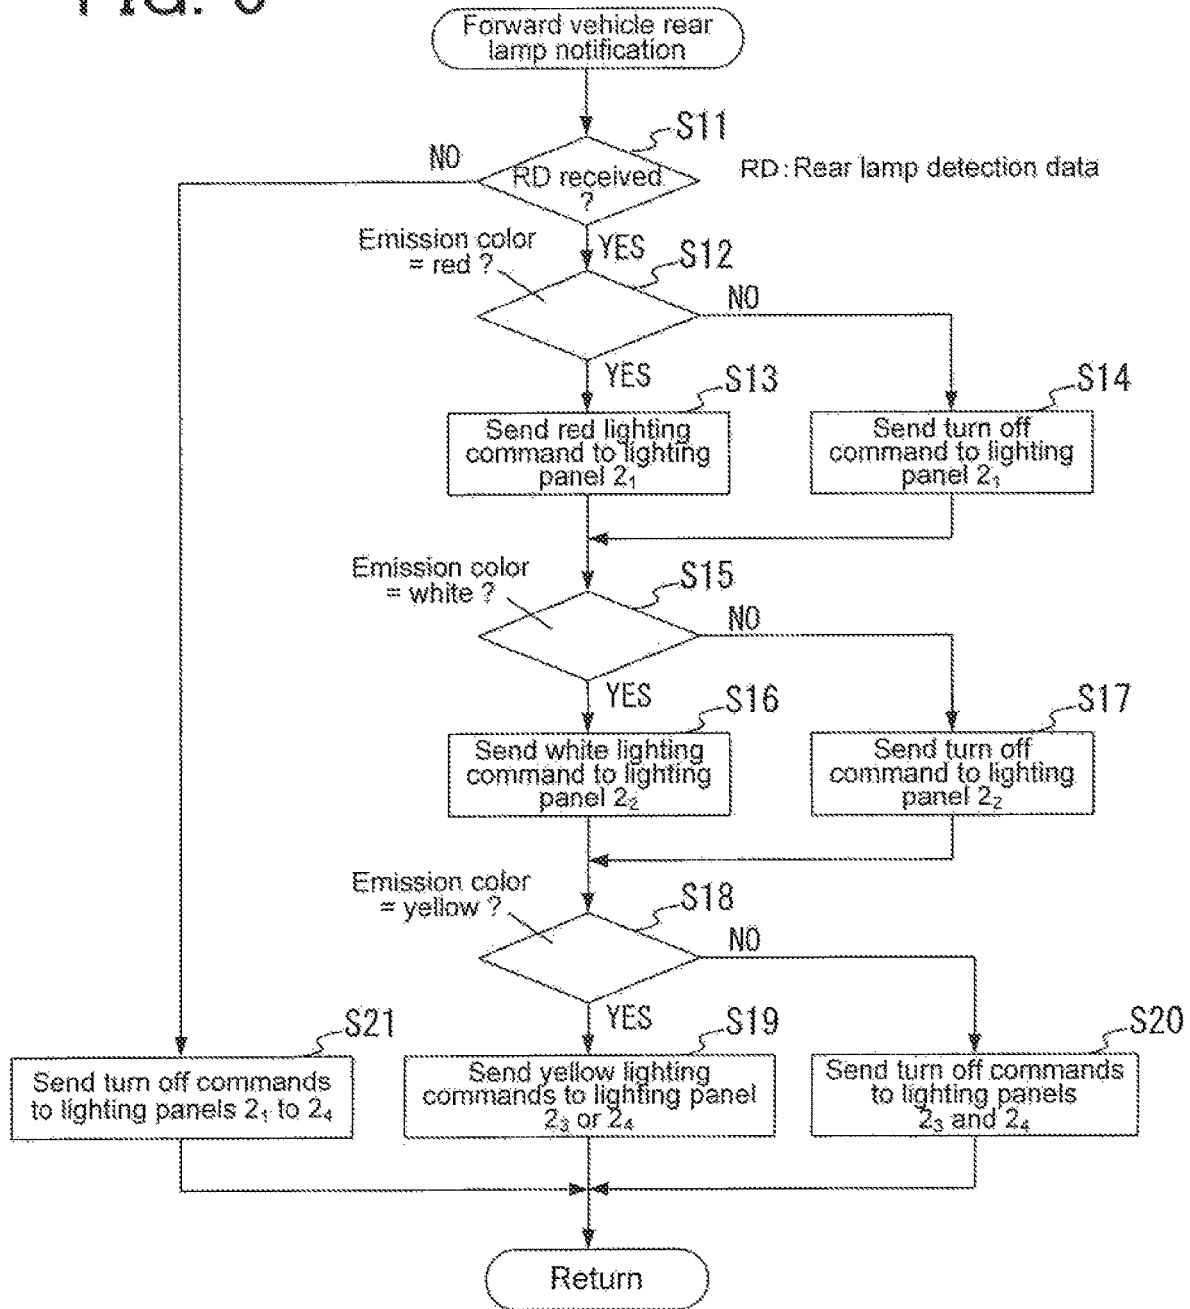 Forward vehicle rear
lamp notification
S11
NO
RD received
?
RD: Rear lamp detection data
YES
Emission color
= red ?
S12
NO
YES
S13
Send red lighting
command to lighting
panel 2₁
S14
Send turn off
command to lighting
panel 2₁
Emission color
= white ?
S15
NO
YES
S16
Send white lighting
command to lighting
panel 2₂
S17
Send turn off
command to lighting
panel 2₂
Emission color
= yellow ?
S18
NO
YES
S21
Send turn off commands
to lighting panels 2₁ to 2₄
S19
Send yellow lighting
commands to lighting panel
2₃ or 2₄
S20
Send turn off commands
to lighting panels
2₃ and 2₄
Return